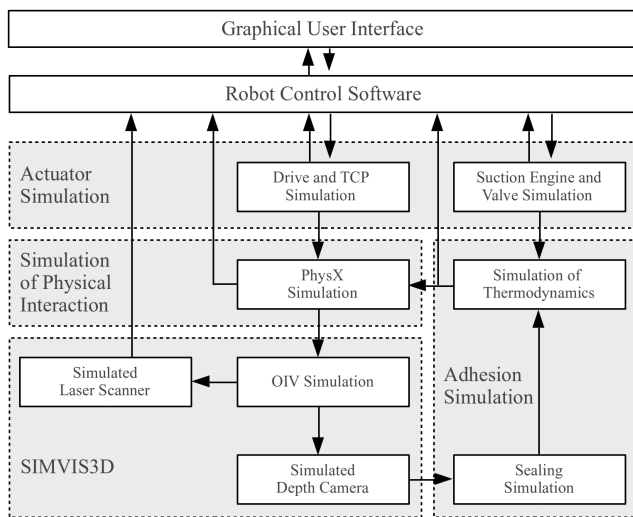 Graphical User Interface
Robot Control Software
Actuator
Simulation
Drive and TCP
Simulation
Suction Engine and
Valve Simulation
Simulation
of Physical
Interaction
PhysX
Simulation
Simulation of
Thermodynamics
Simulated
Laser Scanner
OIV Simulation
Adhesion
Simulation
SIMVIS3D
Simulated
Depth Camera
Sealing
Simulation